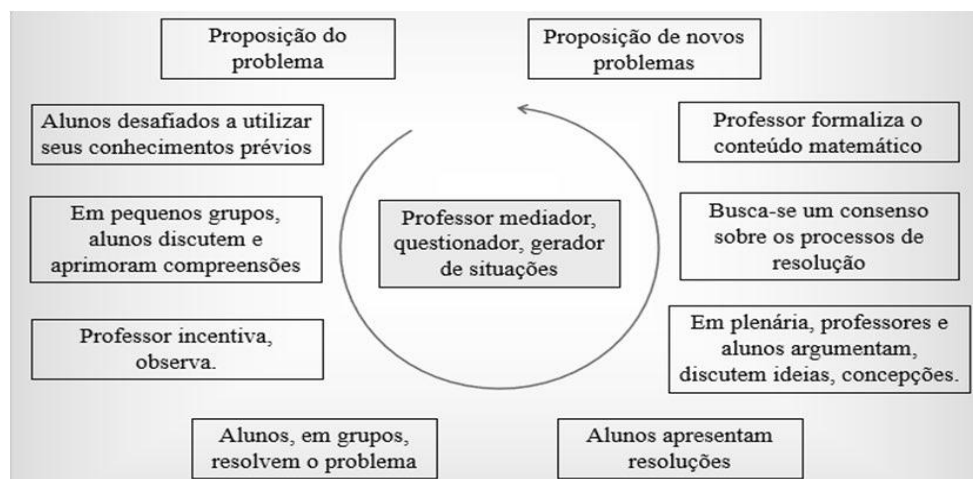 Proposição do
problema
Proposição de novos
problemas
Alunos desafiados a utilizar
seus conhecimentos prévios
Professor formaliza o
conteúdo matemático
Em pequenos grupos,
alunos discutem e
aprimoram compreensões
Professor mediador,
questionador, gerador
de situações
Busca-se um consenso
sobre os processos de
resolução
Professor incentiva,
observa.
Em plenária, professores e
alunos argumentam,
discutem ideias, concepções.
Alunos, em grupos,
resolvem o problema
Alunos apresentam
resoluções